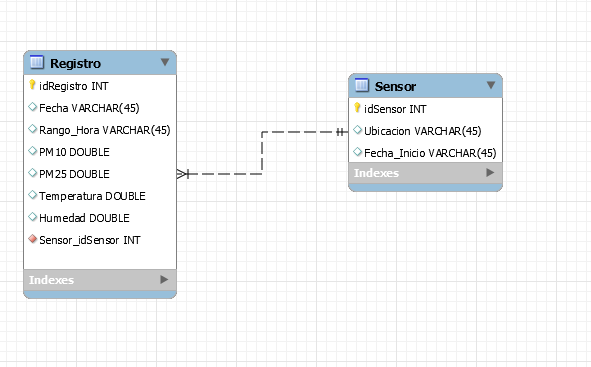 Registro
idRegistro INT
Fecha VARCHAR(45)
Rango_Hora VARCHAR(45)
PM10 DOUBLE
PM25 DOUBLE
Temperatura DOUBLE
Humedad DOUBLE
Sensor_idSensor INT
Indexes
Sensor
idSensor INT
Ubicacion VARCHAR(45)
Fecha_Inicio VARCHAR(45)
Indexes